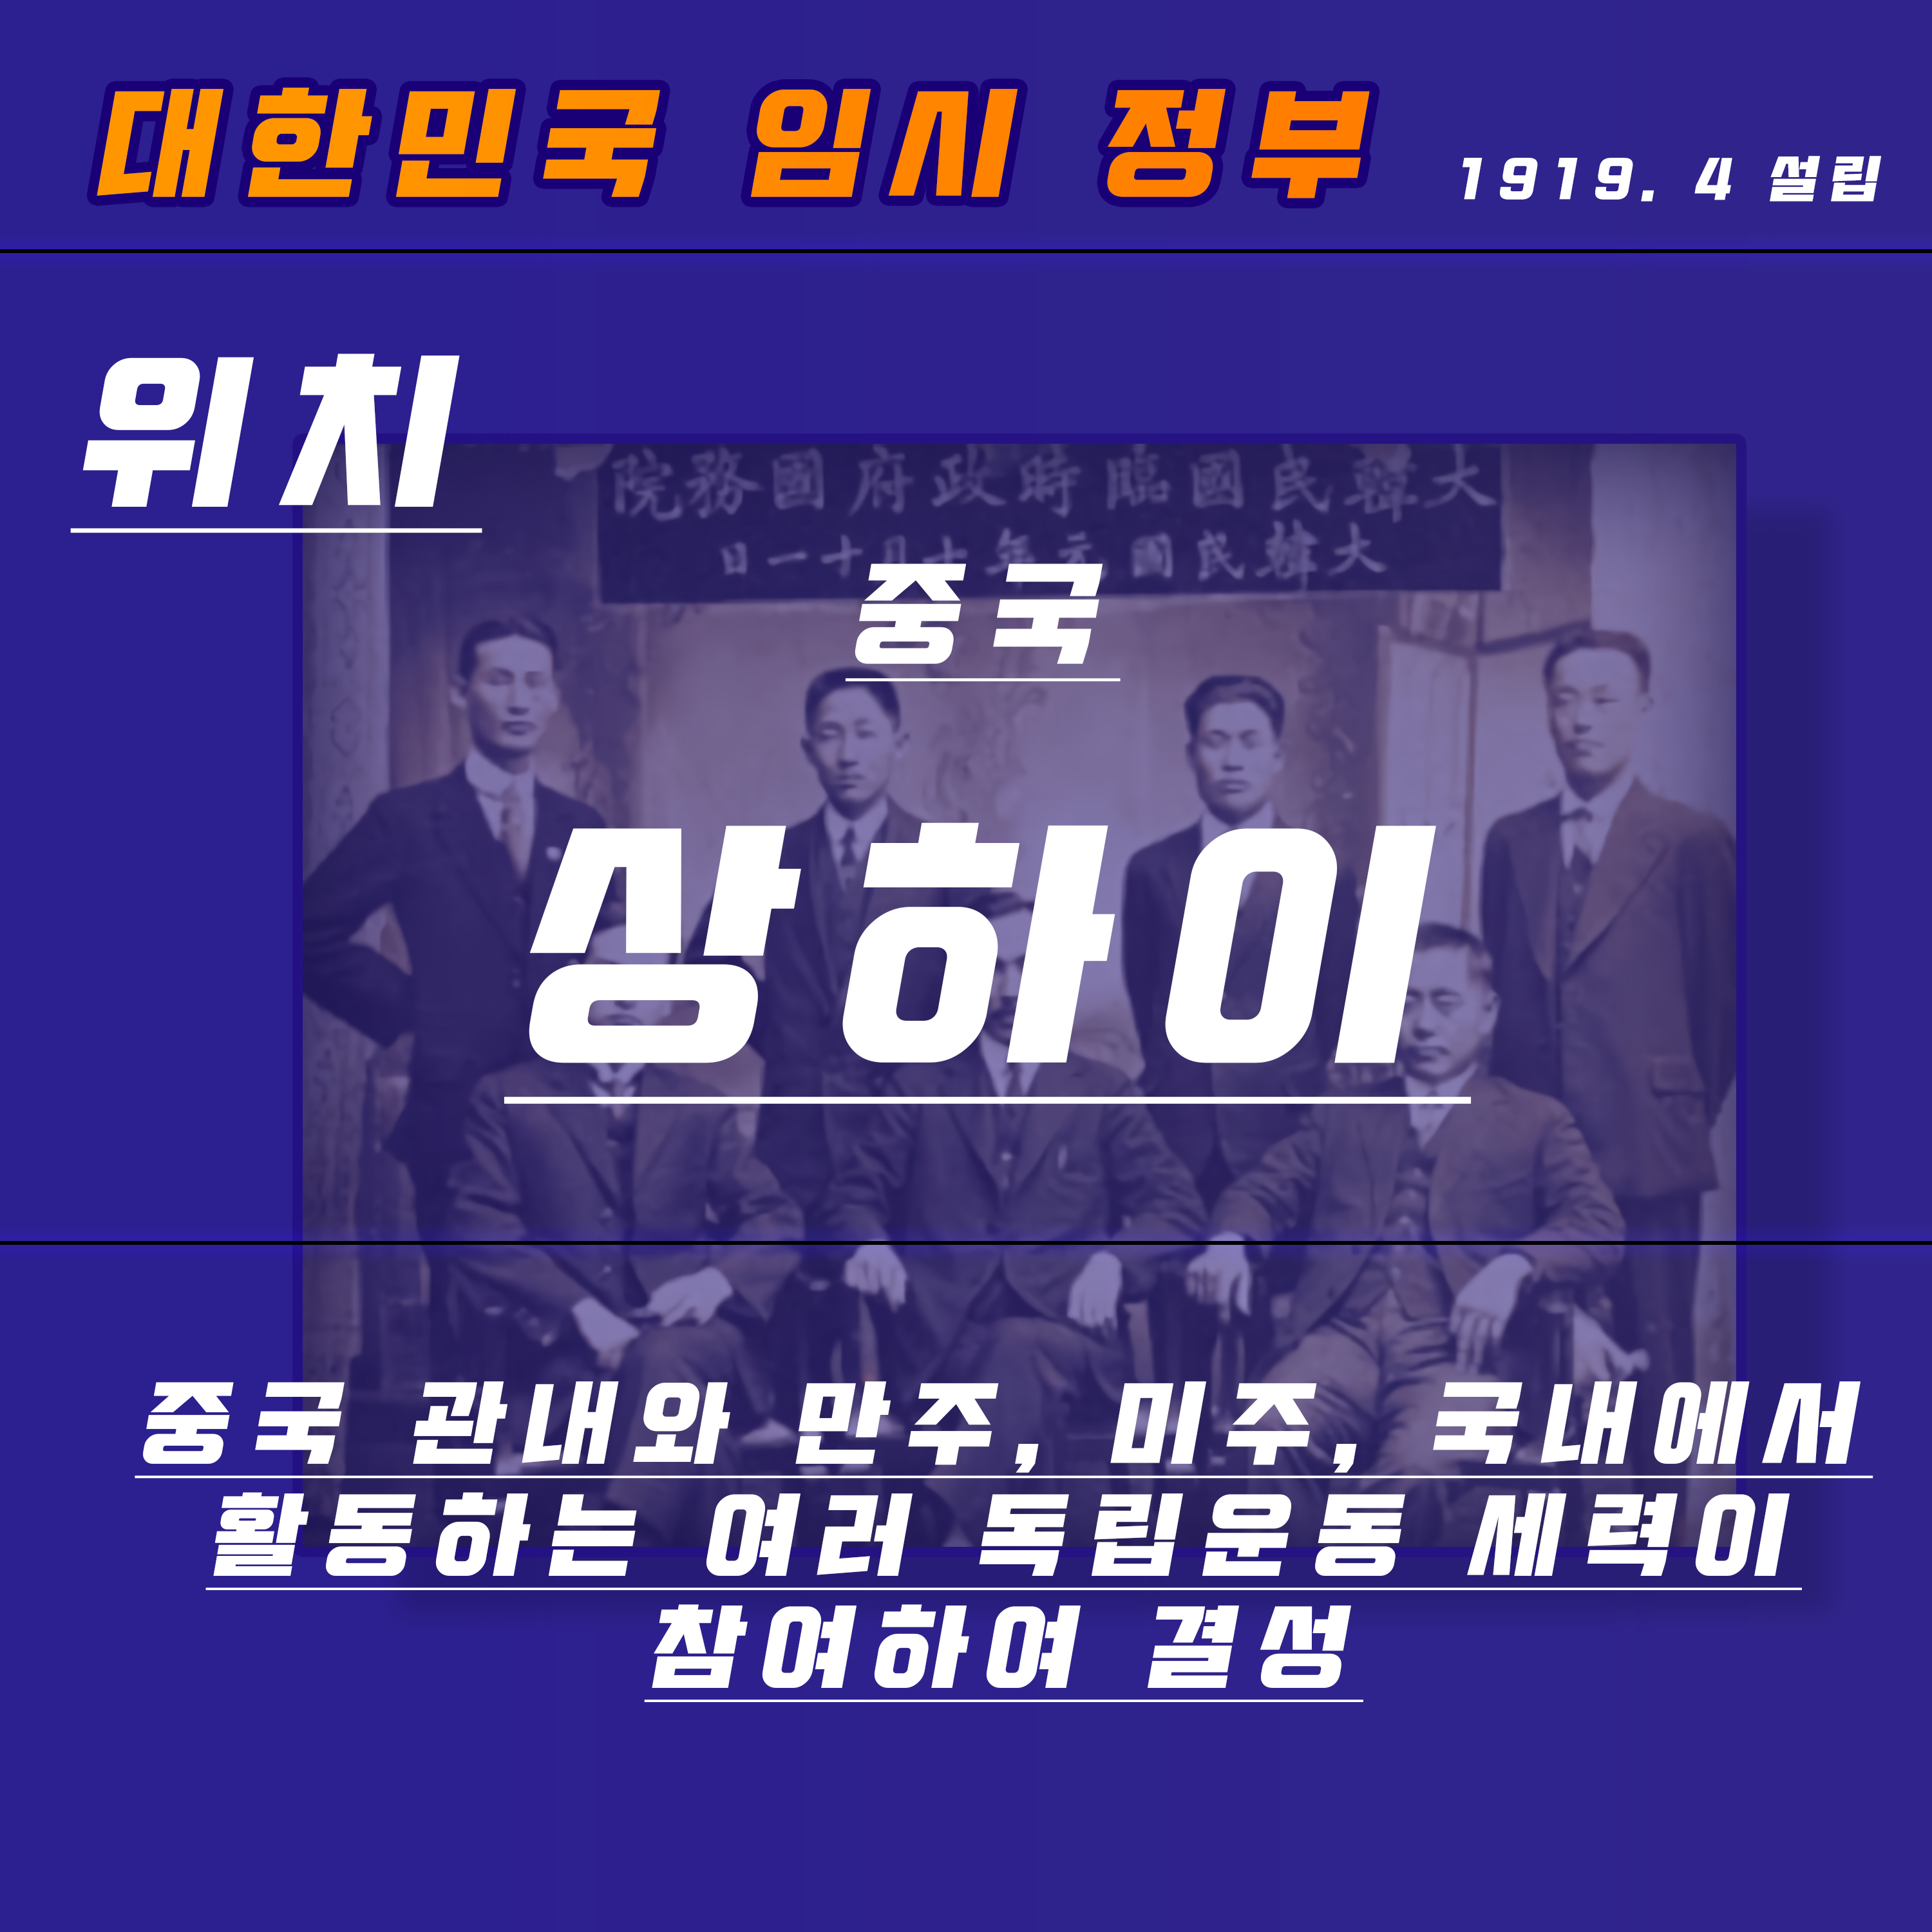 대한민국 임시 정부 1919. 4 설립
위치
院務國府政時臨國民韓大
日一十月十年元國民韓大
중국
상하이
중국 관내와 만주, 미주, 국내에서
활동하는 여러 독립운동 세력이
참여하여 결성